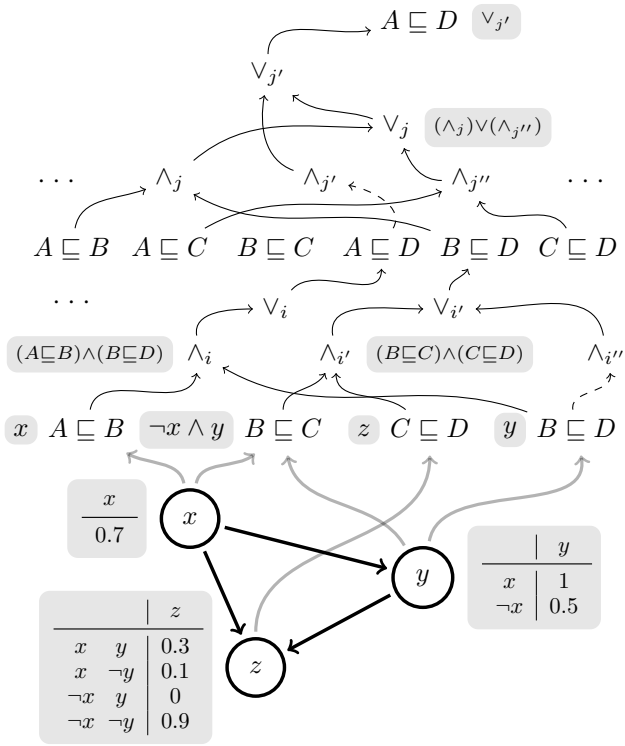 A ⊑ D ∨j′
∨j′
∨j (∧j)∨(∧j′′)
... ∧j ∧j′ ∧j′′ ...
A ⊑ B A ⊑ C B ⊑ C A ⊑ D B ⊑ D C ⊑ D
... ∨i ∨i′
(A⊑B)∧(B⊑D) ∧i ∧i′ (B⊑C)∧(C⊑D) ∧i′′
x A ⊑ B ¬x ∧ y B ⊑ C z C ⊑ D y B ⊑ D
x
0.7
x
y
y
x 1
¬x 0.5
z
x y 0.3
x ¬y 0.1
¬x y 0
¬x ¬y 0.9
z